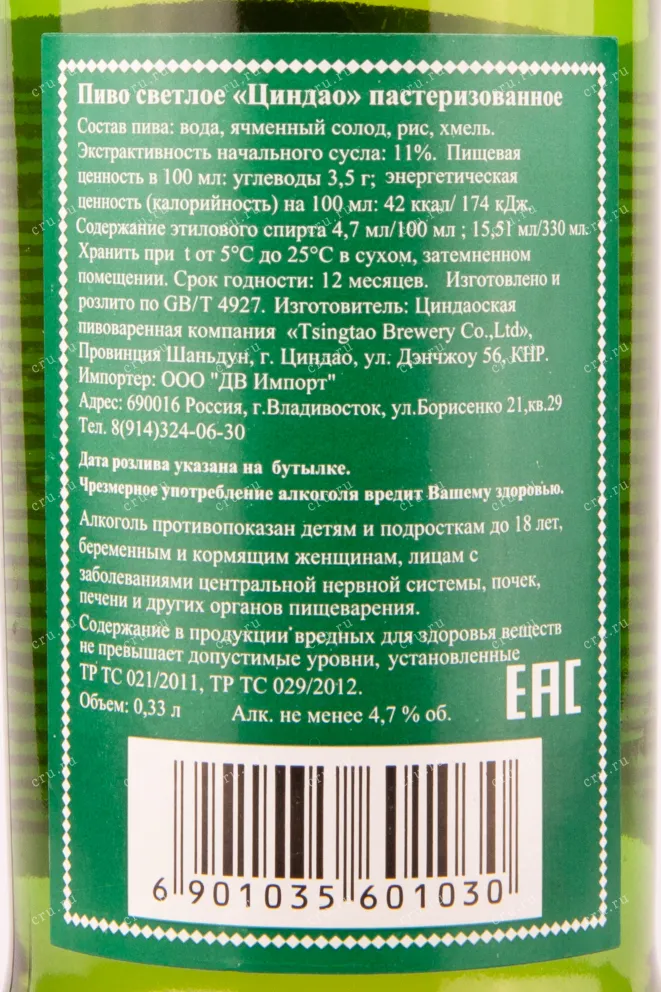 Пиво светлое «Циндао» пастеризованное
Состав пива: вода, ячменный солод, рис, хмель.
Экстрактивность начального сусла: 11%. Пищевая
ценность в 100 мл: углеводы 3,5 г; энергетическая
ценность (калорийность) на 100 мл: 42 ккал/ 174 кДж.
Содержание этилового спирта 4,7 мл/100 мл ; 15,51 мл/330 мл.
Хранить при t от 5°C до 25°C в сухом, затемненном
помещении. Срок годности: 12 месяцев. Изготовлено и
розлито по GB/T 4927. Изготовитель: Циндаоская
пивоваренная компания «Tsingtao Brewery Co.,Ltd»,
Провинция Шаньдун, г. Циндао, ул. Дэнчжоу 56, КНР.
Импортер: ООО "ДВ Импорт"
Адрес: 690016 Россия, г.Владивосток, ул.Борисенко 21,кв.29
Тел. 8(914)324-06-30
Дата розлива указана на бутылке.
Чрезмерное употребление алкоголя вредит Вашему здоровью.
Алкоголь противопоказан детям и подросткам до 18 лет,
беременным и кормящим женщинам, лицам с
заболеваниями центральной нервной системы, почек,
печени и других органов пищеварения.
Содержание в продукции вредных для здоровья веществ
не превышает допустимые уровни, установленные
ТР ТС 021/2011, ТР ТС 029/2012.
EAC
Объем: 0,33 л Алк. не менее 4,7 % об.
6 901035 601030